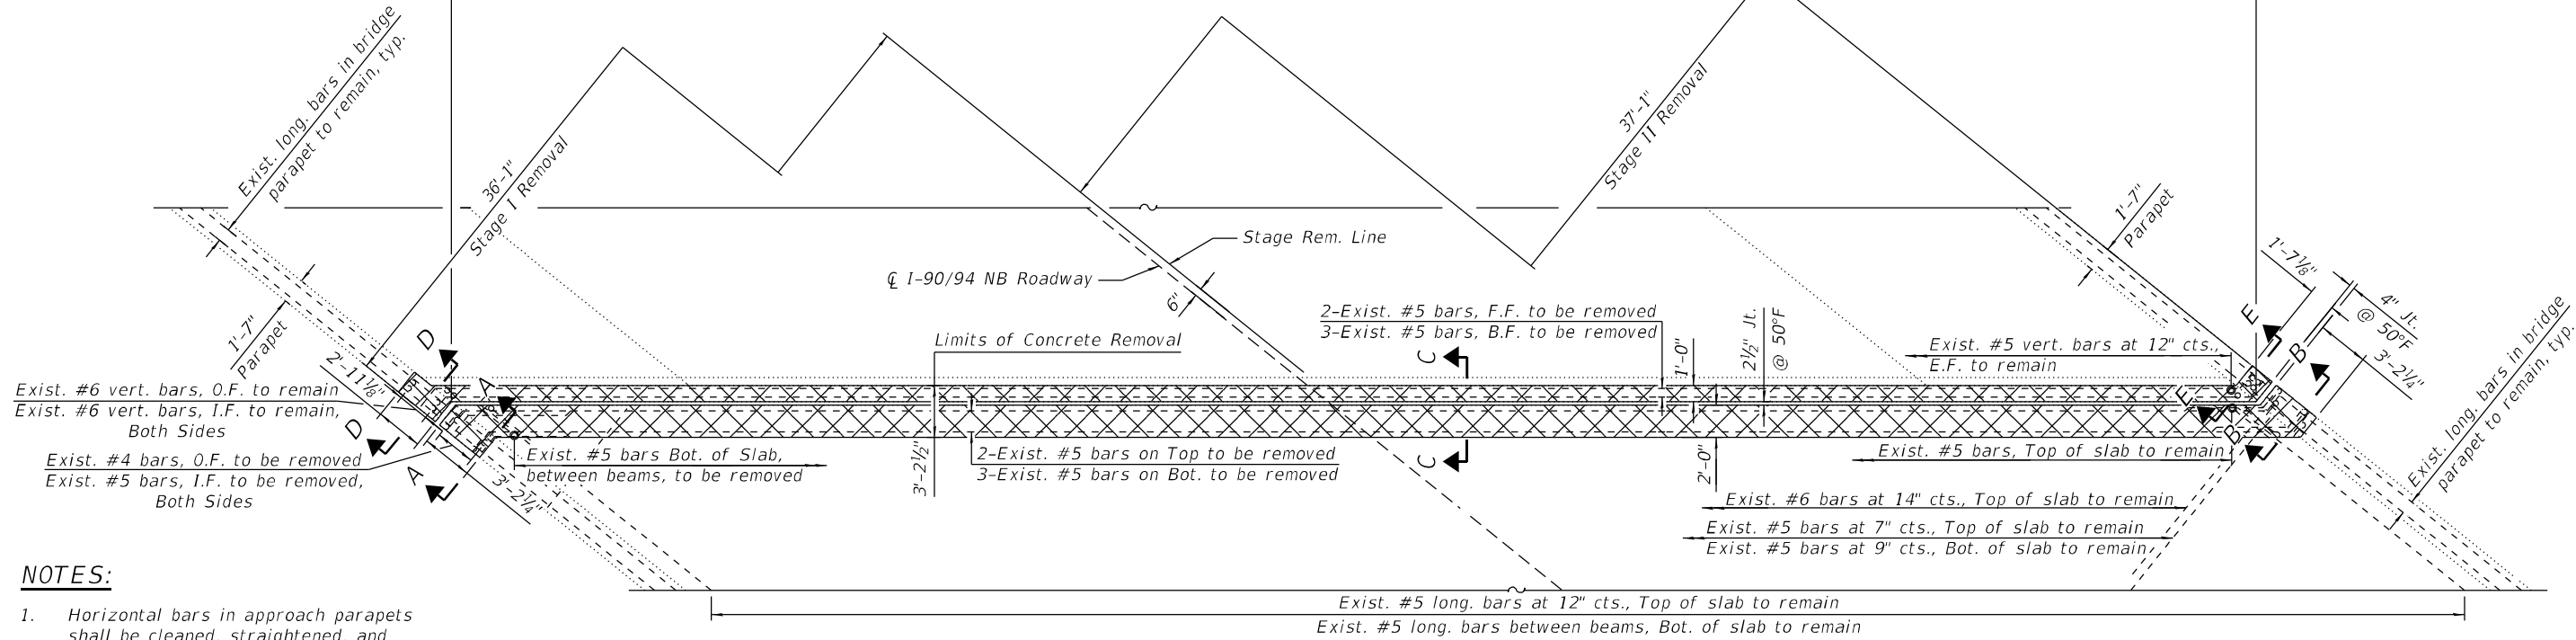 Exist. long. bars in bridge
parapet to remain, typ.
36'-1"
Stage I Removal
37'-1"
Stage II Removal
1'-7"
Parapet
Stage Rem. Line
℄ I-90/94 NB Roadway
6"
1'-7"
Parapet
1'-7⅛"
4" Jt.
@ 50°F
3'-2¼"
Exist. long. bars in bridge
parapet to remain, typ.
2-Exist. #5 bars, F.F. to be removed
3-Exist. #5 bars, B.F. to be removed
1'-0"
2½" Jt.
@ 50°F
Limits of Concrete Removal
Exist. #5 vert. bars at 12" cts.,
E.F. to remain
D
A
C
E
B
2'-11⅛"
Exist. #6 vert. bars, O.F. to remain
Exist. #6 vert. bars, I.F. to remain,
Both Sides
D
E
B
Exist. #4 bars, O.F. to be removed
Exist. #5 bars, I.F. to be removed,
Both Sides
A
3'-2¼"
Exist. #5 bars Bot. of Slab,
between beams, to be removed
3'-2½"
2-Exist. #5 bars on Top to be removed
3-Exist. #5 bars on Bot. to be removed
C
2'-0"
Exist. #5 bars, Top of slab to remain
Exist. #6 bars at 14" cts., Top of slab to remain
Exist. #5 bars at 7" cts., Top of slab to remain
Exist. #5 bars at 9" cts., Bot. of slab to remain
NOTES:
1. Horizontal bars in approach parapets
shall be cleaned, straightened, and
Exist. #5 long. bars at 12" cts., Top of slab to remain
Exist. #5 long. bars between beams, Bot. of slab to remain